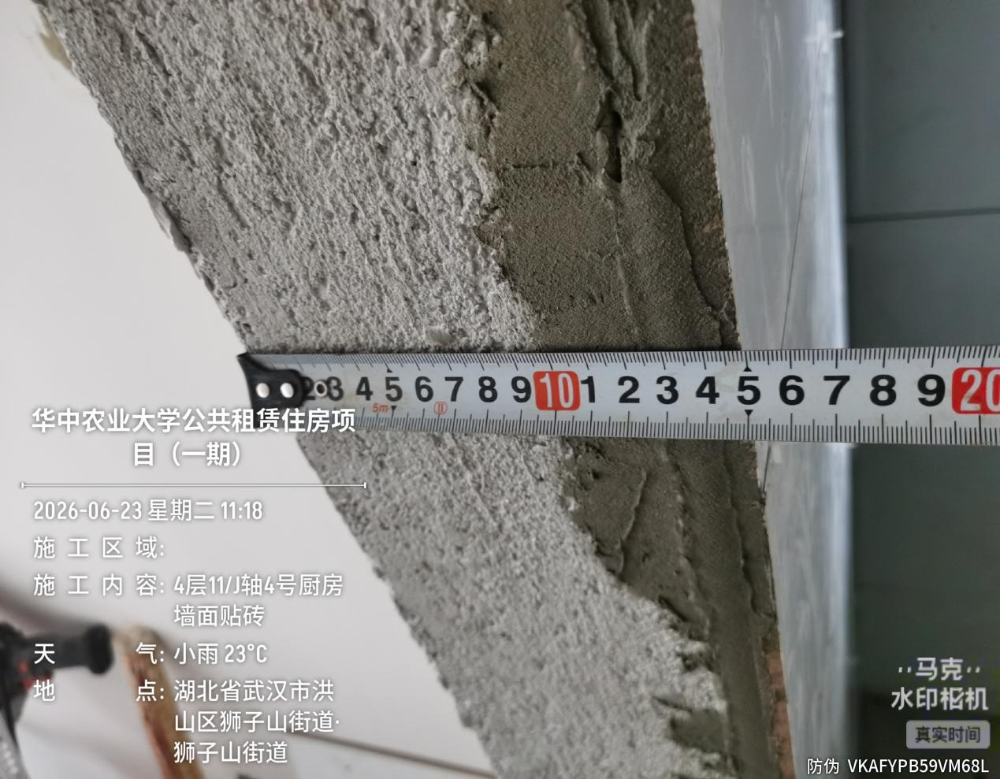 2 3 4 5 6 7 8 9 10 1 2 3 4 5 6 7 8 9 20
5m
华中农业大学公共租赁住房项
目（一期）
2026-06-23 星期二 11:18
施工区域:
施工内容: 4层11/J轴4号厨房
墙面贴砖
天气: 小雨 23°C
地点: 湖北省武汉市洪
山区狮子山街道·
狮子山街道
马克
水印相机
真实时间
防伪 VKAFYPB59VM68L